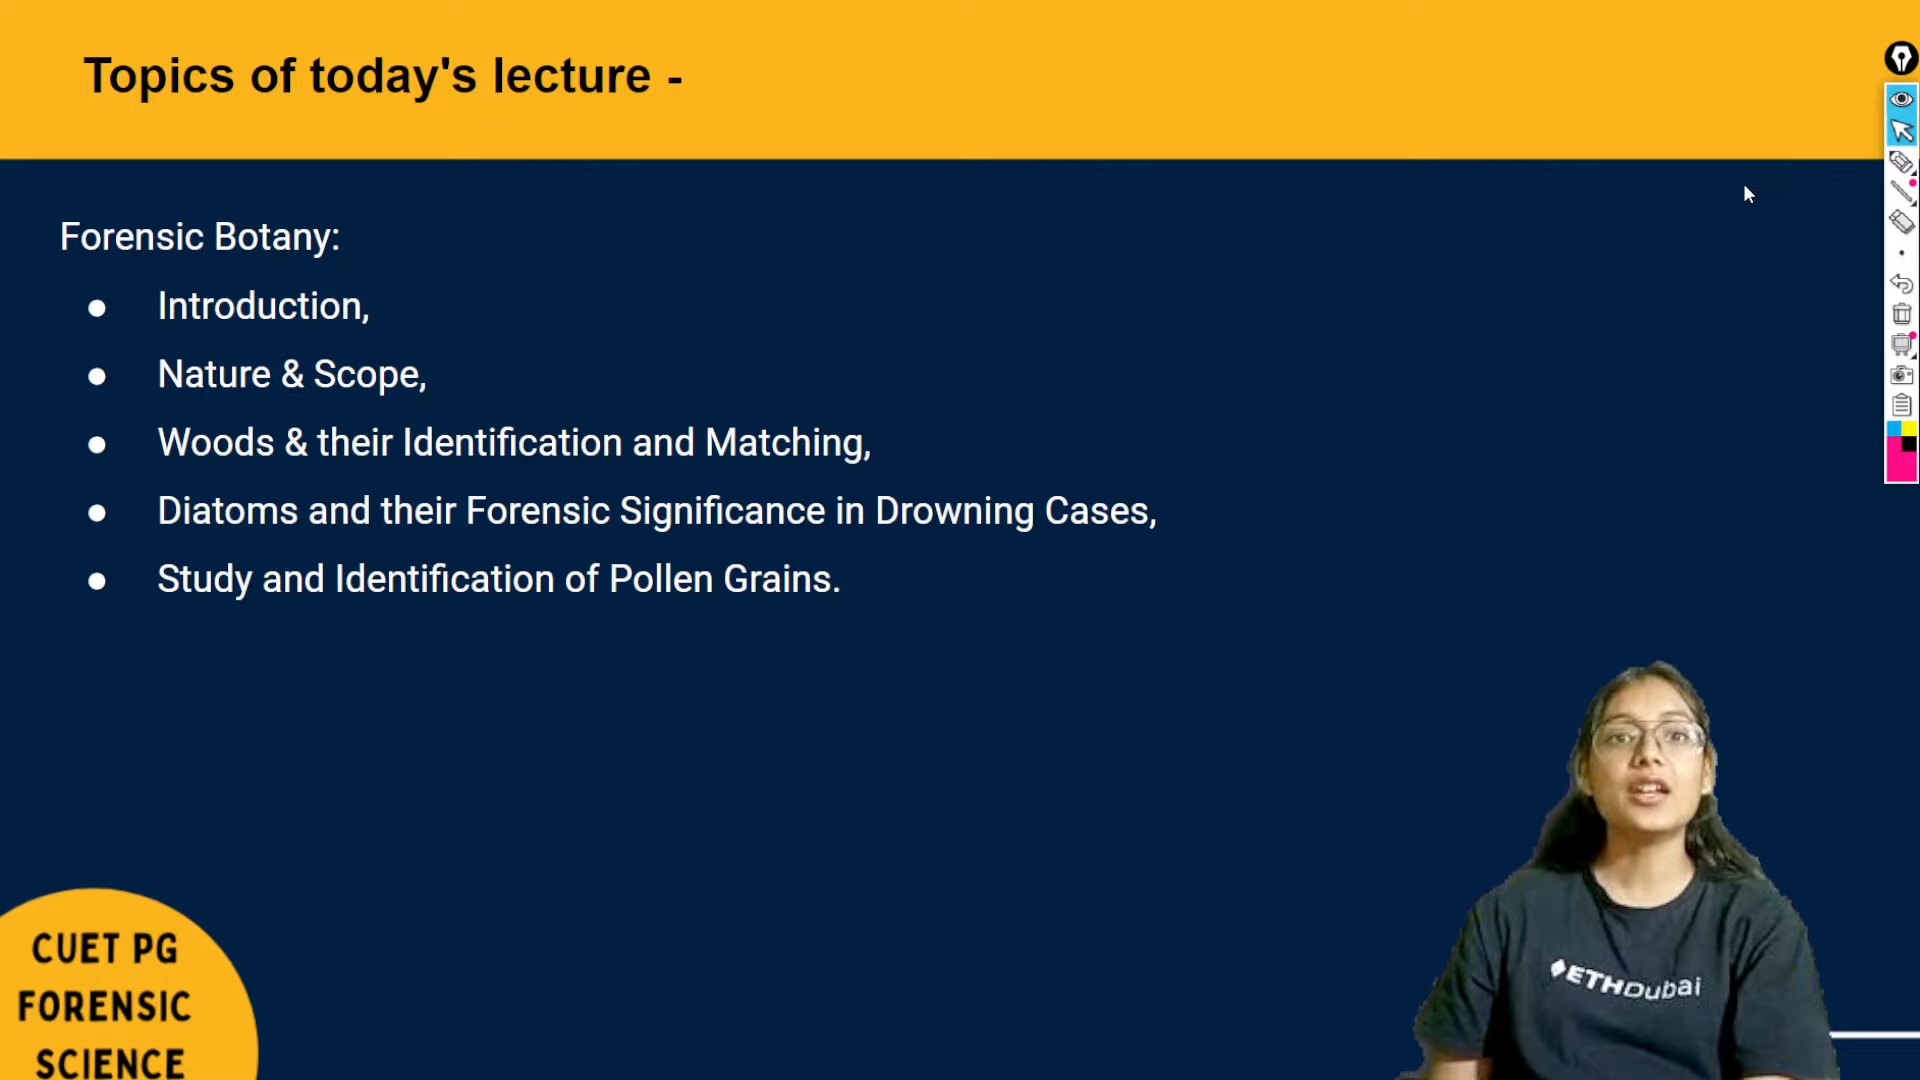 Topics of today's lecture -
Forensic Botany:
● Introduction,
● Nature & Scope,
● Woods & their Identification and Matching,
● Diatoms and their Forensic Significance in Drowning Cases,
● Study and Identification of Pollen Grains.
CUET PG
FORENSIC
SCIENCE
ETHDubai